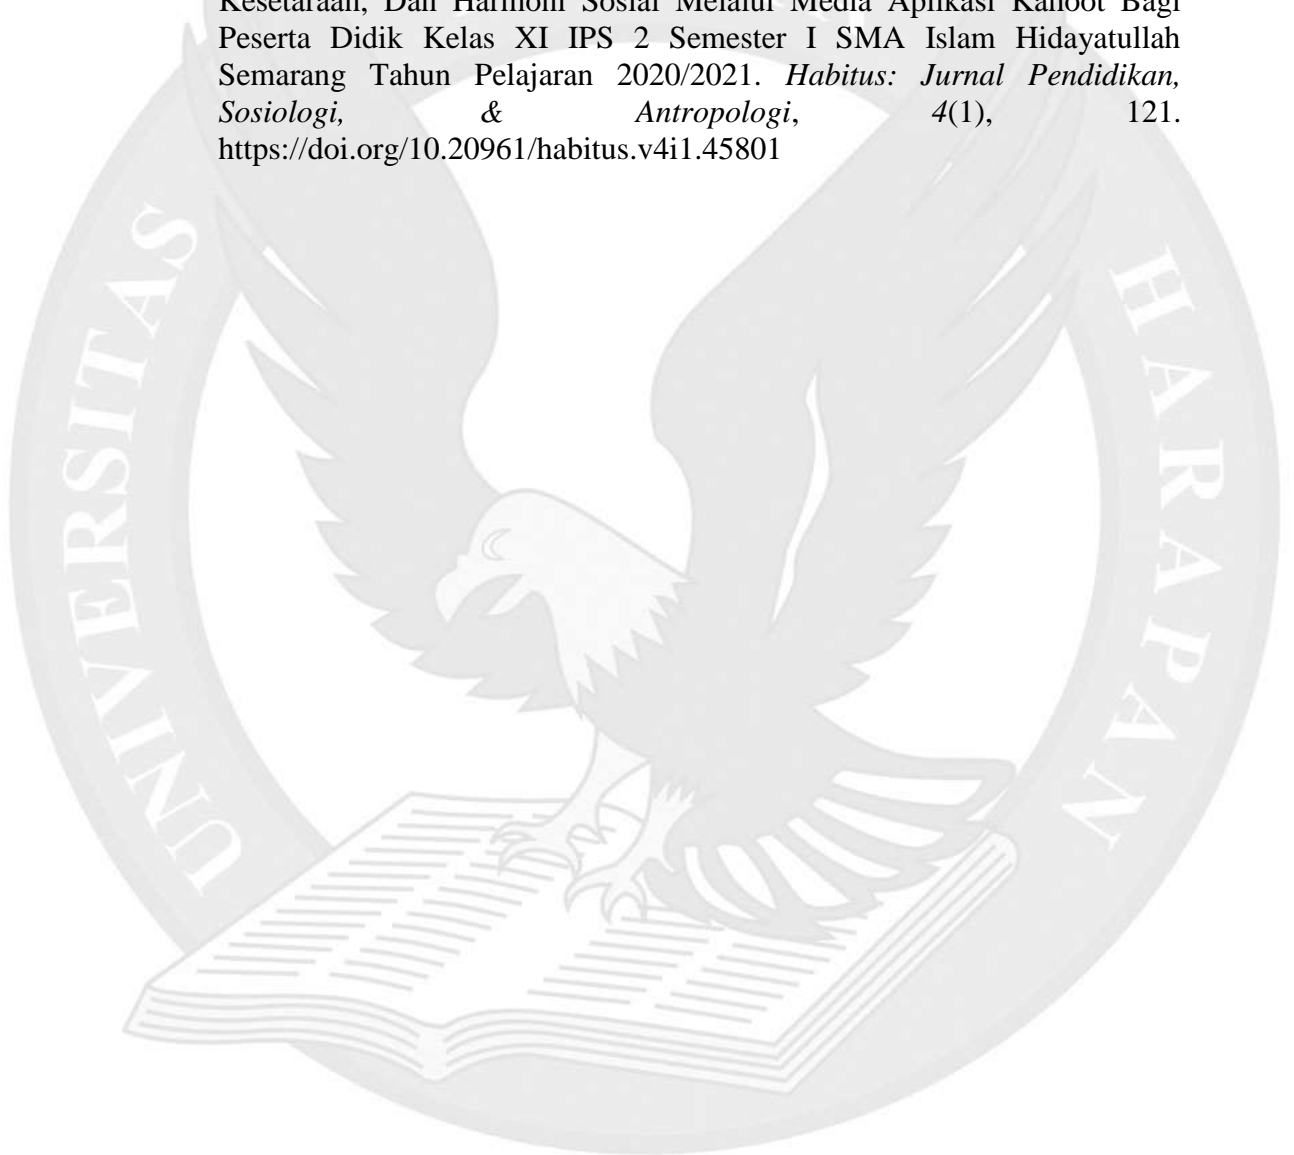 Kesetaraan, Dan Harmoni Sosial Melalui Media Aplikasi Kahoot Bagi
Peserta Didik Kelas XI IPS 2 Semester I SMA Islam Hidayatullah
Semarang Tahun Pelajaran 2020/2021. Habitus: Jurnal Pendidikan,
Sosiologi, & Antropologi, 4(1), 121.
https://doi.org/10.20961/habitus.v4i1.45801
UNIVERSITAS
HARAPAN